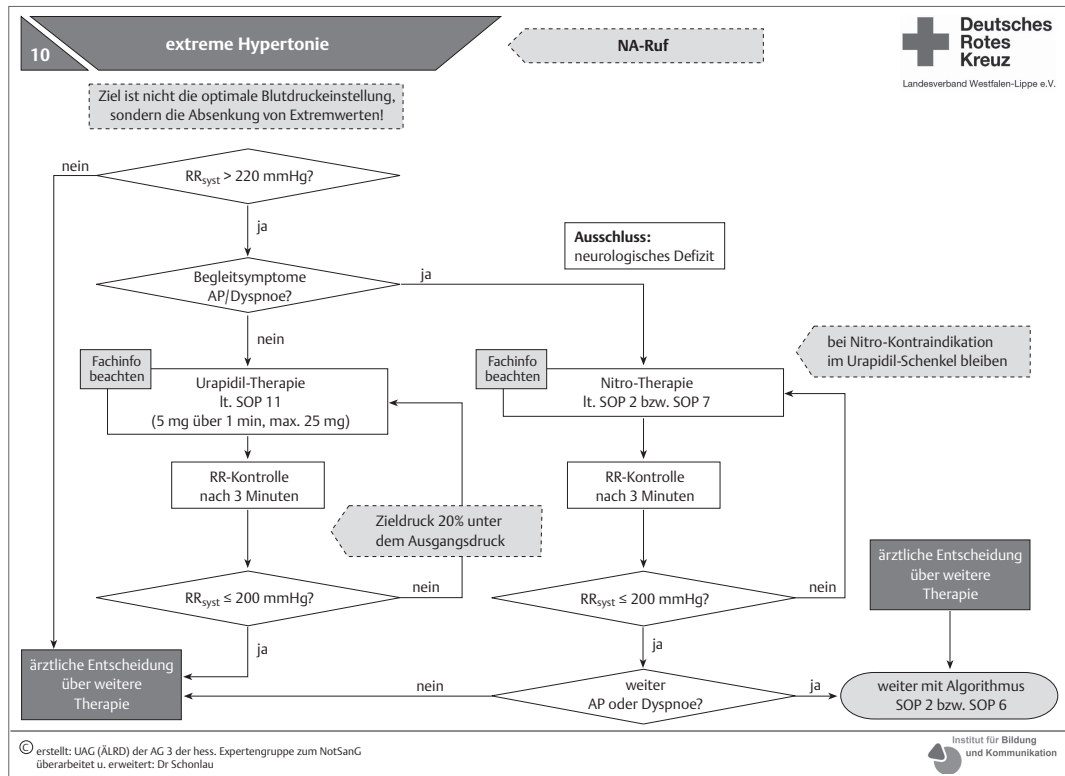 10
extreme Hypertonie
NA-Ruf
Deutsches
Rotes
Kreuz
Landesverband Westfalen-Lippe e.V.
Ziel ist nicht die optimale Blutdruckeinstellung,
sondern die Absenkung von Extremwerten!
nein
RRsyst > 220 mmHg?
ja
Ausschluss:
neurologisches Defizit
Begleitsymptome
AP/Dyspnoe?
ja
nein
bei Nitro-Kontraindikation
im Urapidil-Schenkel bleiben
Fachinfo
beachten
Urapidil-Therapie
lt. SOP 11
(5 mg über 1 min, max. 25 mg)
Fachinfo
beachten
Nitro-Therapie
lt. SOP 2 bzw. SOP 7
RR-Kontrolle
nach 3 Minuten
RR-Kontrolle
nach 3 Minuten
Zieldruck 20% unter
dem Ausgangsdruck
ärztliche Entscheidung
über weitere
Therapie
RRsyst ≤ 200 mmHg?
nein
RRsyst ≤ 200 mmHg?
nein
ja
ja
ärztliche Entscheidung
über weitere
Therapie
nein
weiter
AP oder Dyspnoe?
ja
weiter mit Algorithmus
SOP 2 bzw. SOP 6
© erstellt: UAG (ÄLRD) der AG 3 der hess. Expertengruppe zum NotSanG
überarbeitet u. erweitert: Dr Schonlau
Institut für Bildung
und Kommunikation